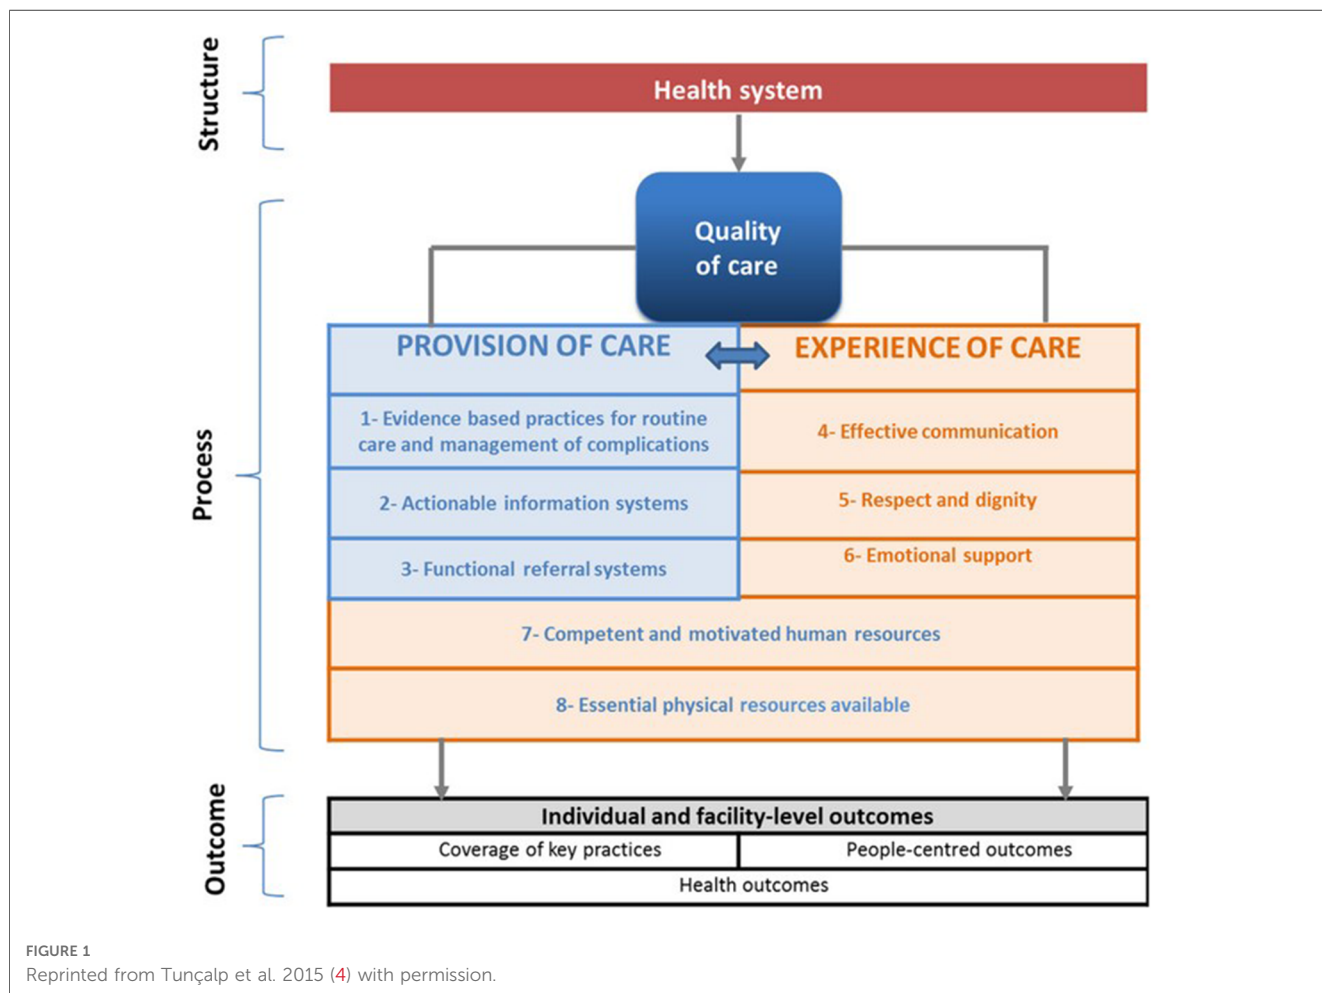 Structure
Health system
Quality
of care
Process
PROVISION OF CARE
EXPERIENCE OF CARE
1- Evidence based practices for routine
care and management of complications
4- Effective communication
2- Actionable information systems
5- Respect and dignity
3- Functional referral systems
6- Emotional support
7- Competent and motivated human resources
8- Essential physical resources available
Outcome
Individual and facility-level outcomes
Coverage of key practices
People-centred outcomes
Health outcomes
FIGURE 1
Reprinted from Tunçalp et al. 2015 (4) with permission.